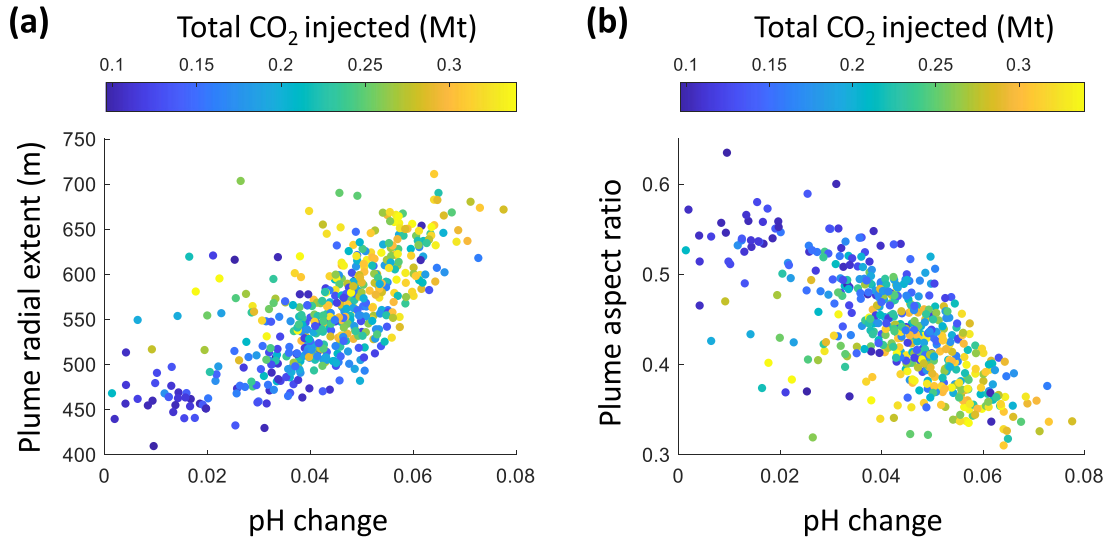 (a)
Total CO2 injected (Mt)
0.1 0.15 0.2 0.25 0.3
Plume radial extent (m)
750
700
650
600
550
500
450
400
0 0.02 0.04 0.06 0.08
pH change
(b)
Total CO2 injected (Mt)
0.1 0.15 0.2 0.25 0.3
Plume aspect ratio
0.6
0.5
0.4
0.3
0 0.02 0.04 0.06 0.08
pH change